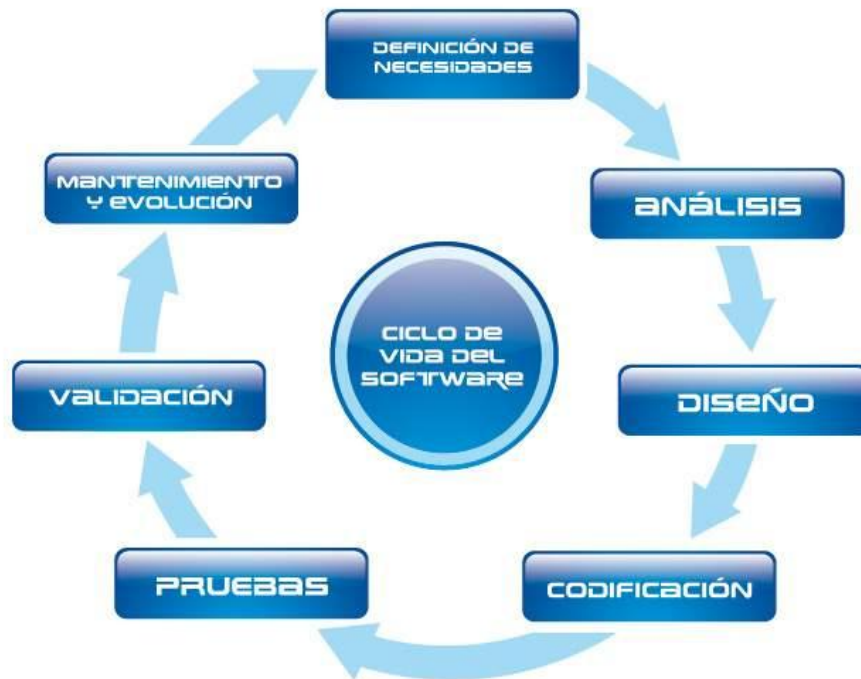 DEFINICIÓN DE
NECESIDADES
ANÁLISIS
DISEÑO
CODIFICACIÓN
PRUEBAS
VALIDACIÓN
MANTENIMIENTO
Y EVOLUCIÓN
CICLO DE
VIDA DEL
SOFTWARE